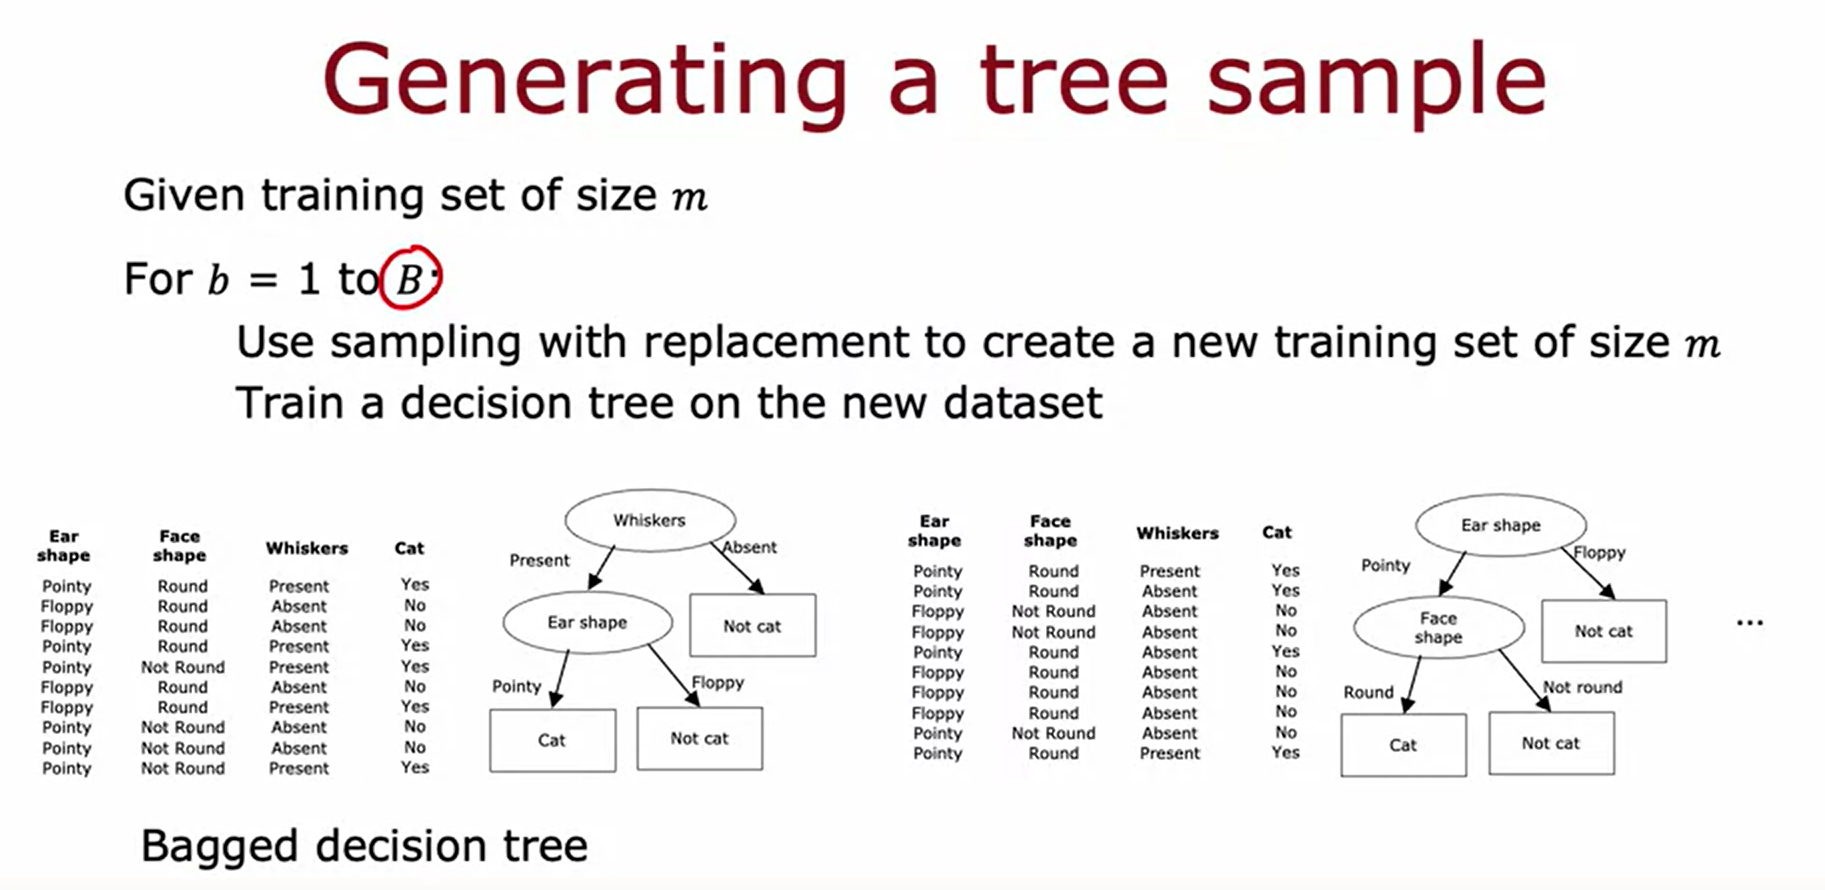 Generating a tree sample
Given training set of size m
For b = 1 to B:
Use sampling with replacement to create a new training set of size m
Train a decision tree on the new dataset
Ear shape Face shape Whiskers Cat
Pointy Round Present Yes
Floppy Round Absent No
Floppy Round Absent No
Pointy Round Present Yes
Pointy Not Round Present Yes
Floppy Round Absent No
Floppy Round Present Yes
Pointy Not Round Absent No
Pointy Not Round Absent No
Pointy Not Round Present Yes
Whiskers
Present
Absent
Ear shape
Not cat
Pointy
Floppy
Cat
Not cat
Ear shape Face shape Whiskers Cat
Pointy Round Present Yes
Pointy Round Absent Yes
Floppy Not Round Absent No
Floppy Not Round Absent No
Pointy Round Absent Yes
Floppy Round Absent No
Floppy Round Absent No
Floppy Round Absent No
Pointy Not Round Absent No
Pointy Round Present Yes
Ear shape
Pointy
Floppy
Face shape
Not cat
Round
Not round
Cat
Not cat
...
Bagged decision tree